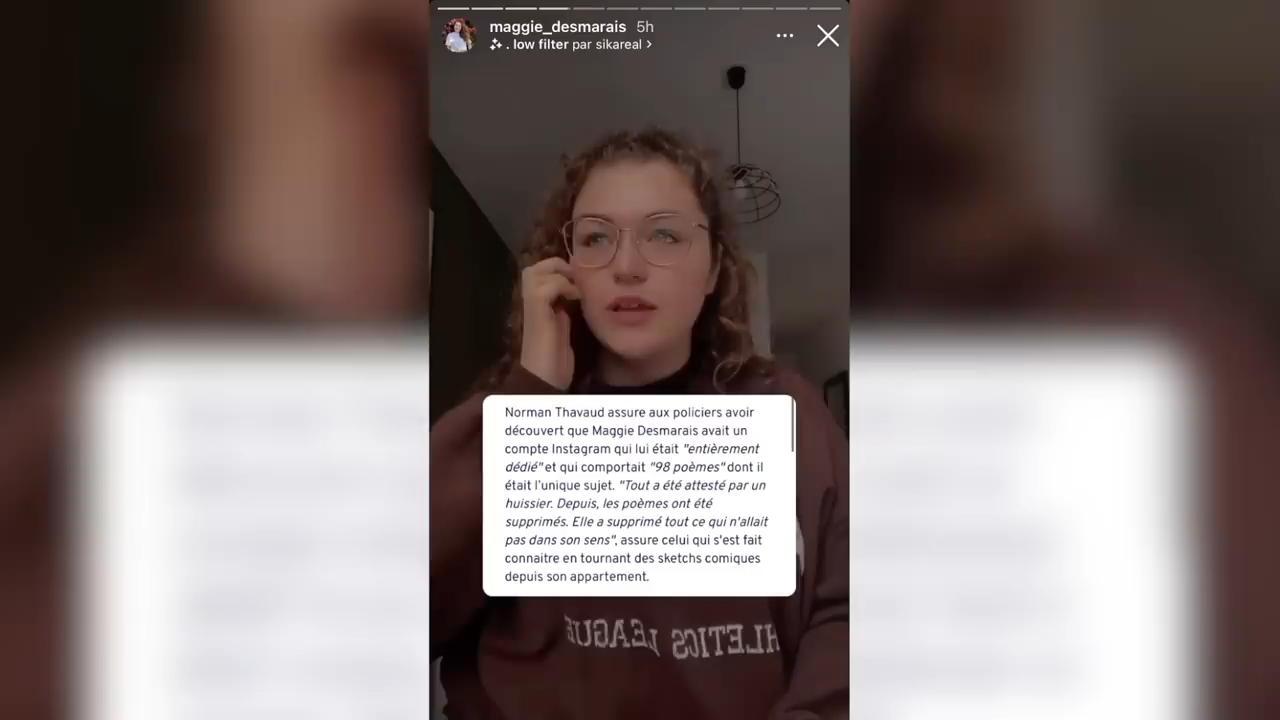 maggie_desmarais 5h
. low filter par sikareal >
Norman Thavaud assure aux policiers avoir
découvert que Maggie Desmarais avait un
compte Instagram qui lui était "entièrement
dédié" et qui comportait "98 poèmes" dont il
était l'unique sujet. "Tout a été attesté par un
huissier. Depuis, les poèmes ont été
supprimés. Elle a supprimé tout ce qui n'allait
pas dans son sens", assure celui qui s'est fait
connaitre en tournant des sketchs comiques
depuis son appartement.
HLETICS LEAGUE